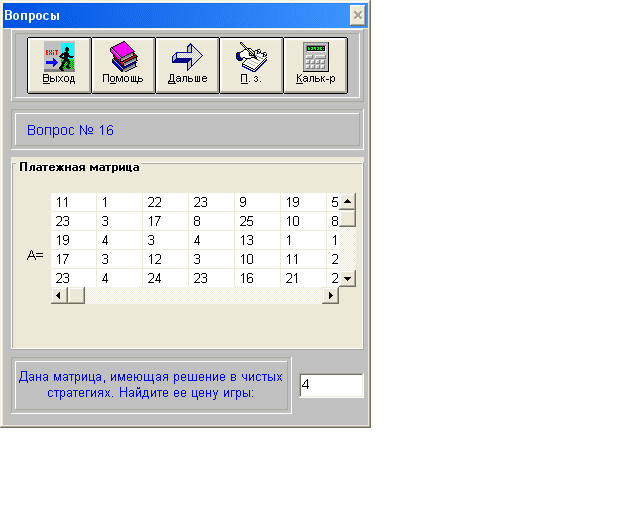 Вопросы
EXIT
Выход
Помощь
Дальше
П. з.
Кальк-р
Вопрос № 16
Платежная матрица
11 1 22 23 9 19 5
23 3 17 8 25 10 8
A= 19 4 3 4 13 1 1
17 3 12 3 10 11 2
23 4 24 23 16 21 2
Дана матрица, имеющая решение в чистых
стратегиях. Найдите ее цену игры:
4